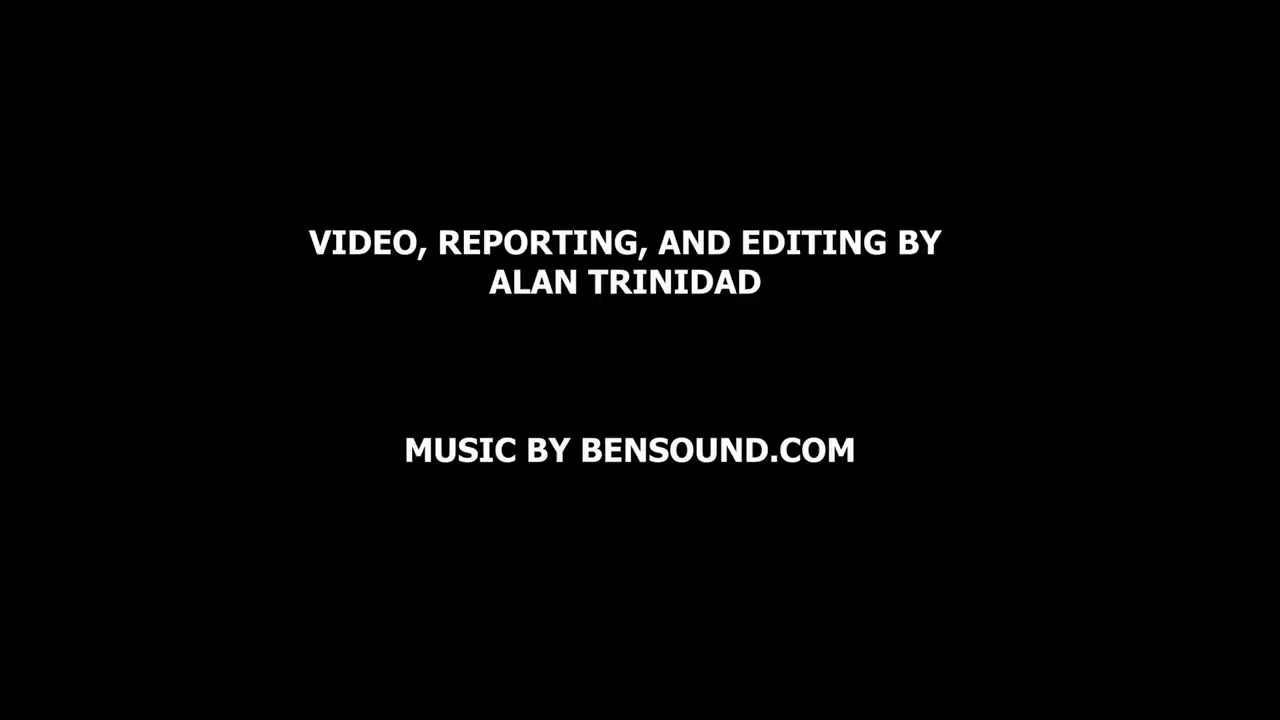 VIDEO, REPORTING, AND EDITING BY
ALAN TRINIDAD
MUSIC BY BENSOUND.COM